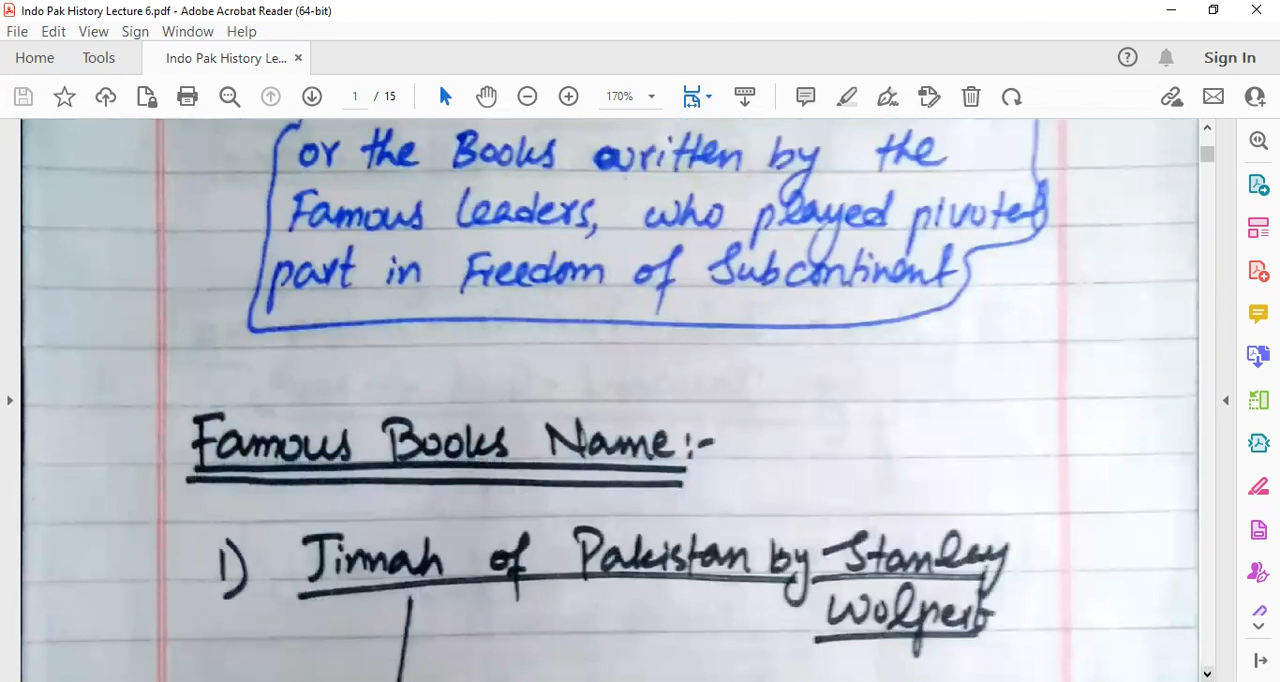 Indo Pak History Lecture 6.pdf - Adobe Acrobat Reader (64-bit)
File Edit View Sign Window Help
Home Tools Indo Pak History Le... Sign In
1 / 15 170%
or the Books written by the
Famous leaders, who played pivotal
part in Freedom of Subcontinent
Famous Books Name:-
1) Jinnah of Pakistan by Stanley
Wolpert